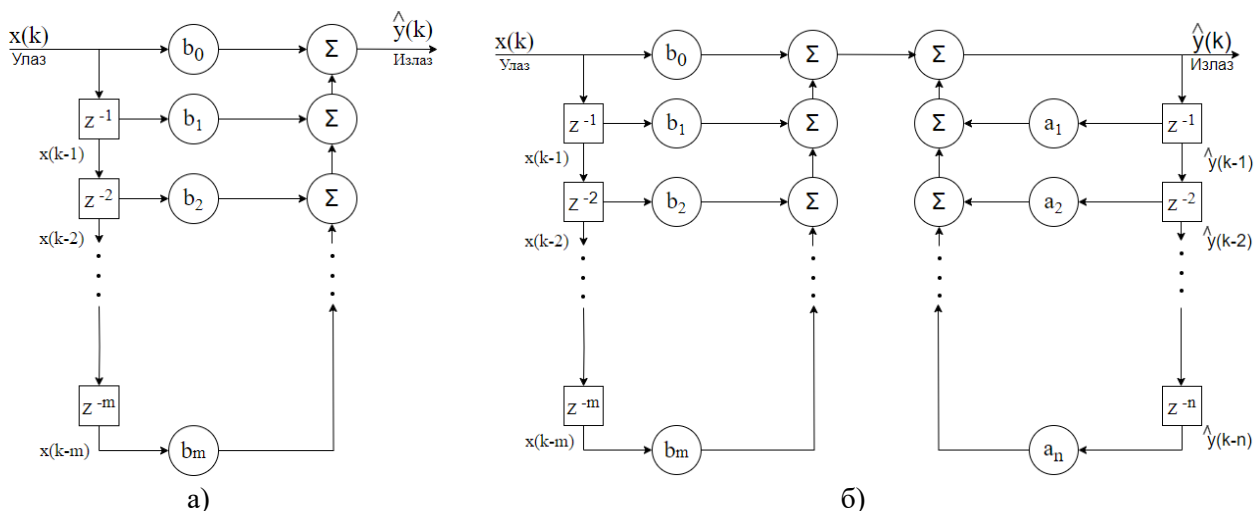 x(k)
Улаз
b0
Σ
ŷ(k)
Излаз
z -1
b1
Σ
x(k-1)
z -2
b2
Σ
x(k-2)
z -m
x(k-m)
bm
а)
x(k)
Улаз
b0
Σ
Σ
ŷ(k)
Излаз
z -1
b1
Σ
Σ
a1
z -1
x(k-1)
ŷ(k-1)
z -2
b2
Σ
Σ
a2
z -2
x(k-2)
ŷ(k-2)
z -m
z -n
x(k-m)
bm
an
ŷ(k-n)
б)